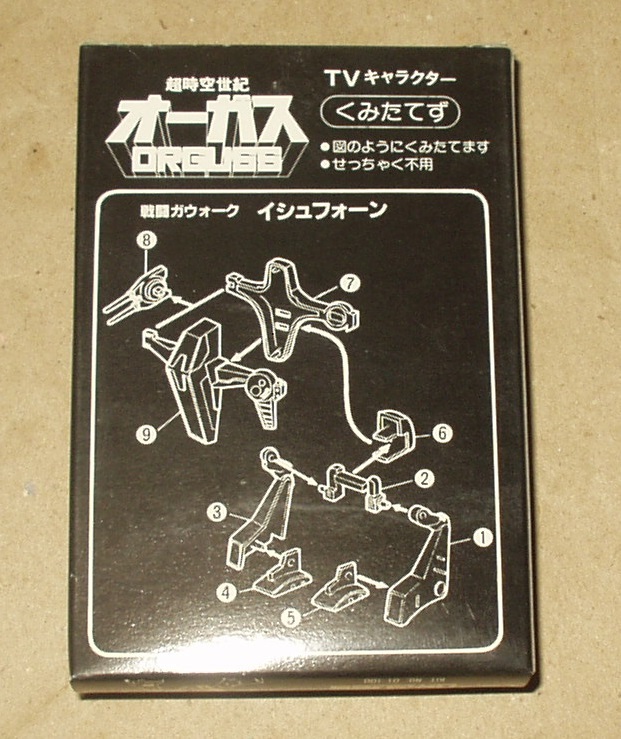 超時空世紀
オーガス
ORGUSS
TVキャラクター
くみたてず
●図のようにくみたてます
●せっちゃく不用
戦闘ガウォーク イシュフォーン
8
7
9
6
2
3
1
4
5